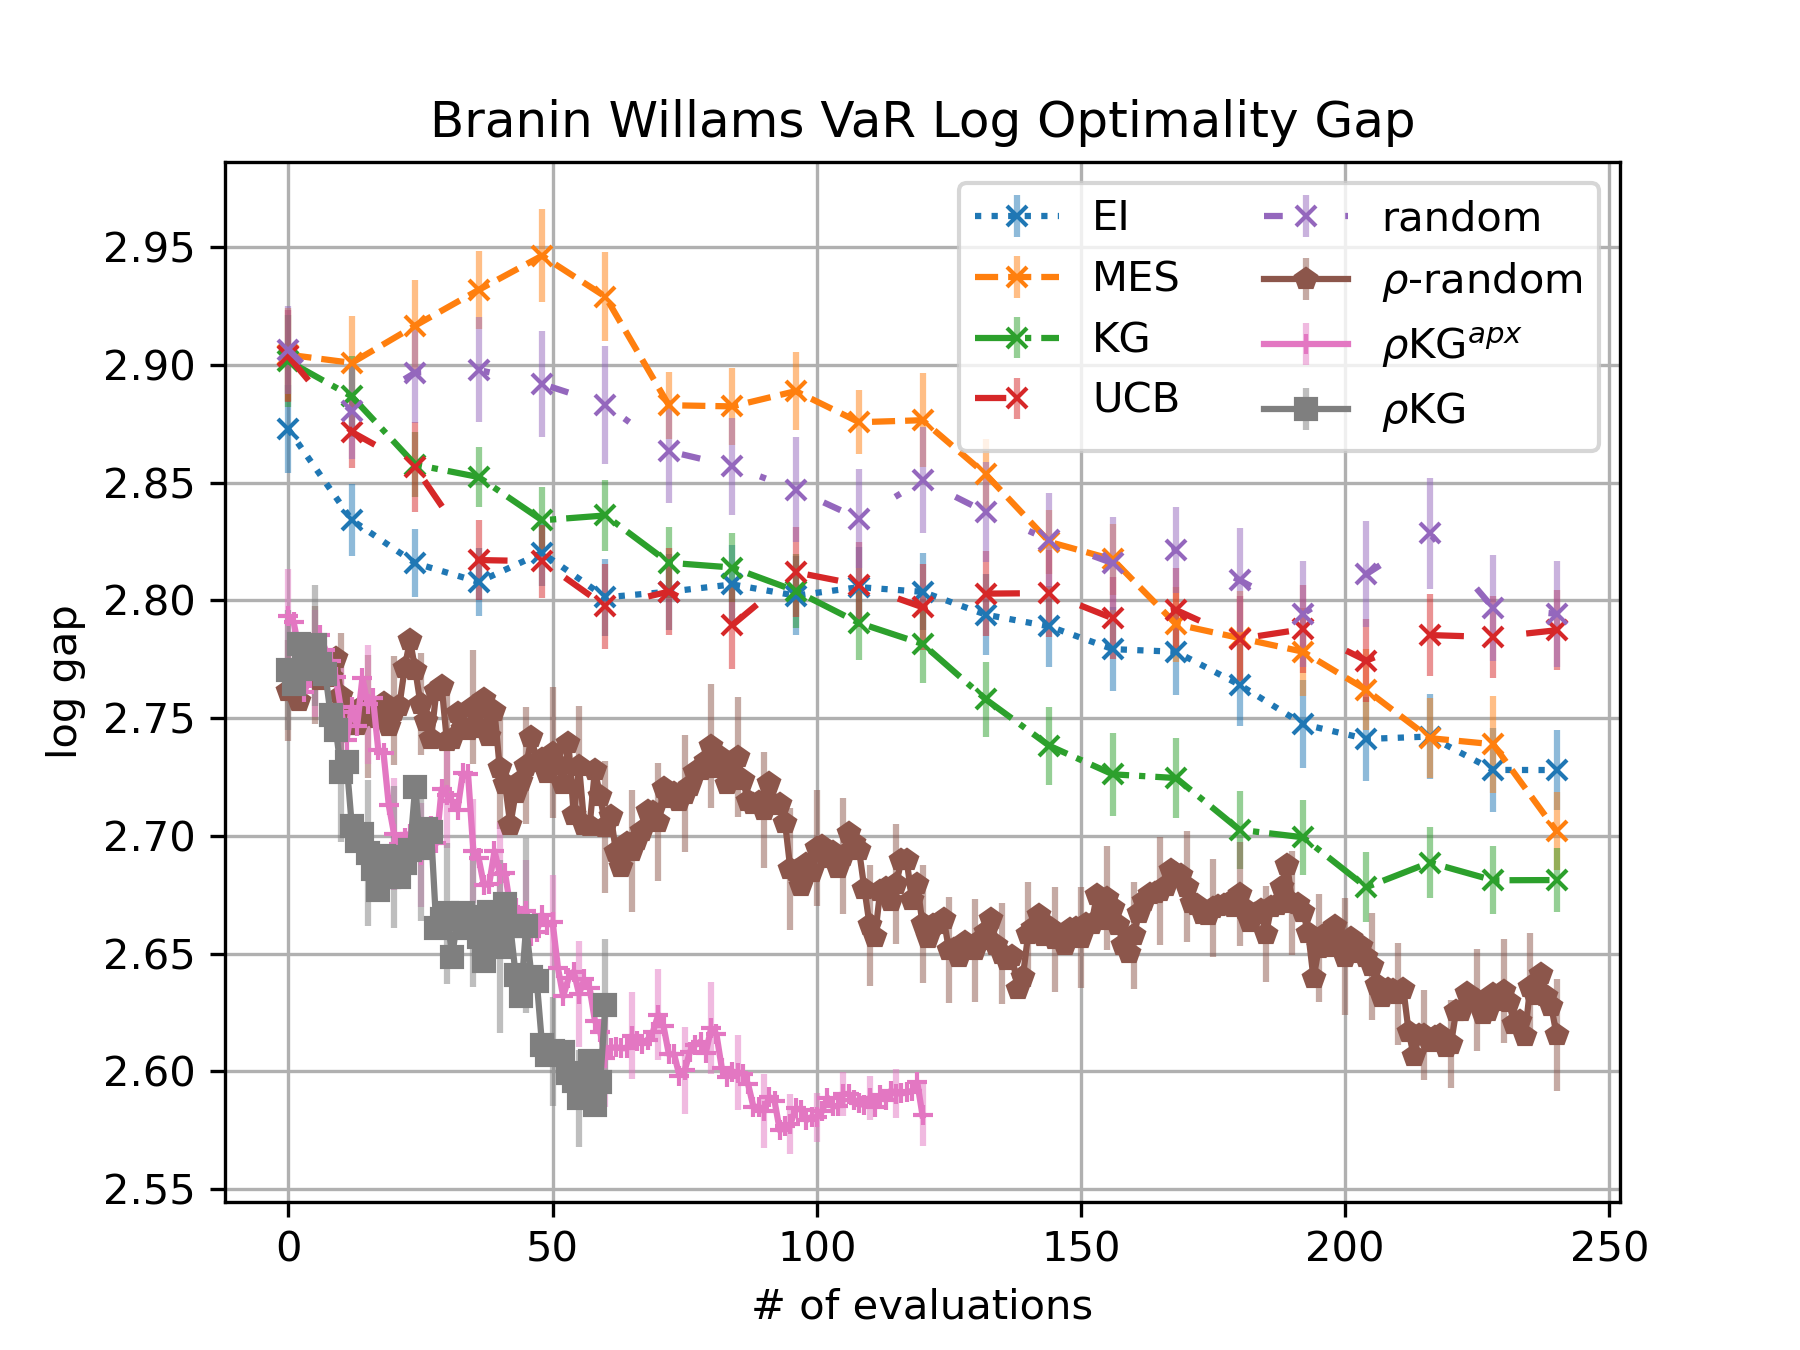 Branin Willams VaR Log Optimality Gap
EI
MES
KG
UCB
random
ρ-random
ρKG^apx
ρKG
2.95
2.90
2.85
2.80
2.75
2.70
2.65
2.60
2.55
log gap
0 50 100 150 200 250
# of evaluations